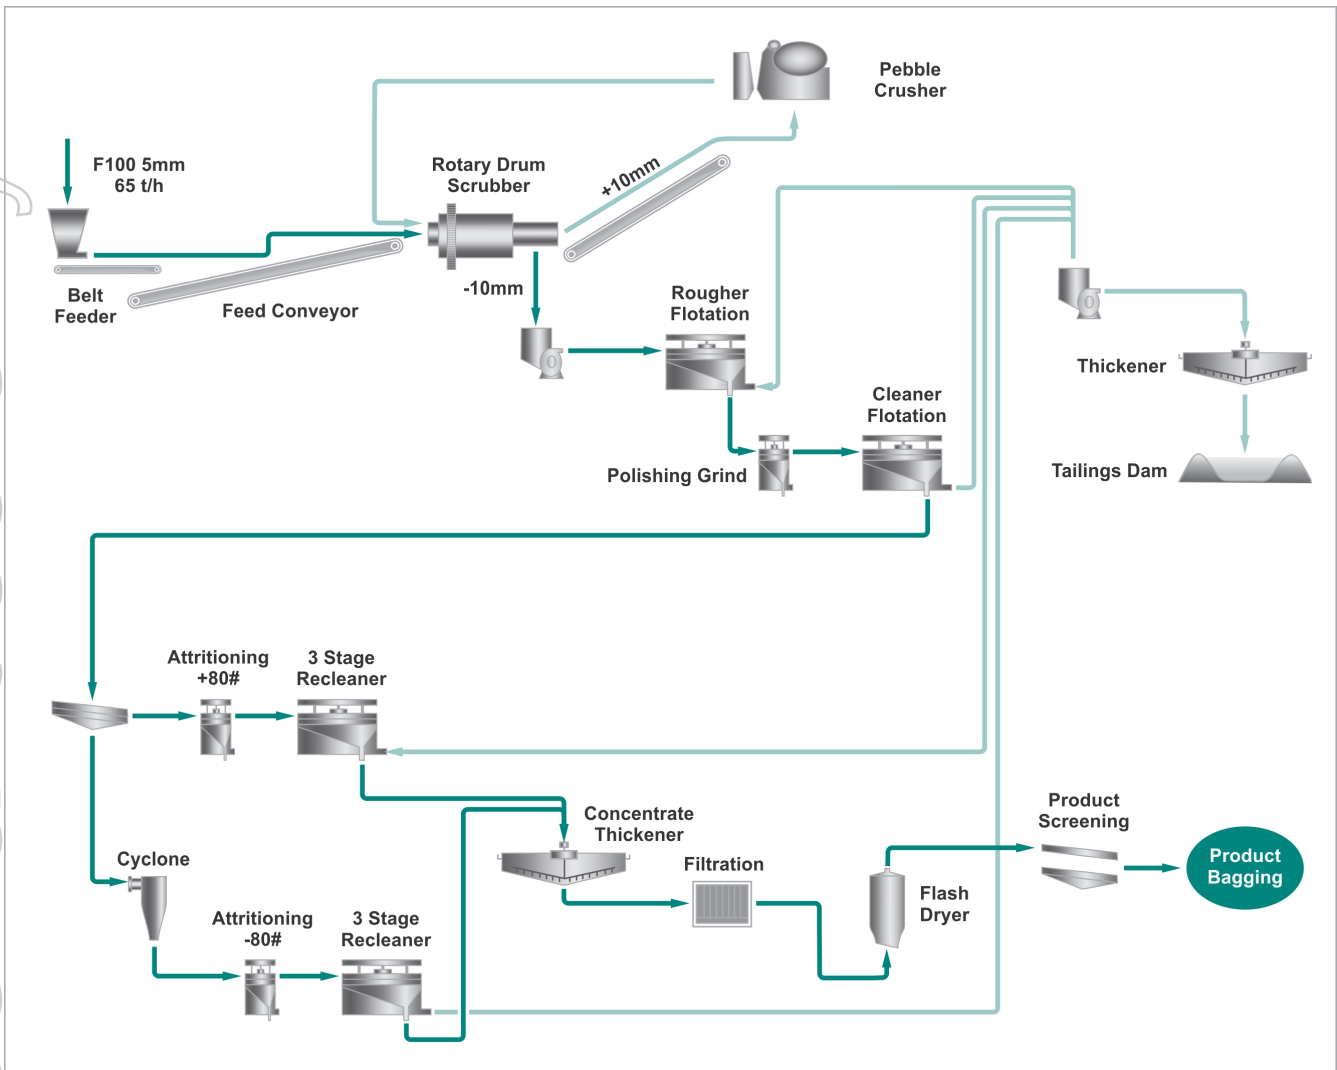 Pebble
Crusher
F100 5mm
65 t/h
Rotary Drum
Scrubber
+10mm
Belt
Feeder
Feed Conveyor
-10mm
Rougher
Flotation
Thickener
Cleaner
Flotation
Polishing Grind
Tailings Dam
Attritioning
+80#
3 Stage
Recleaner
Concentrate
Thickener
Product
Screening
Cyclone
Filtration
Product
Bagging
Flash
Dryer
Attritioning
-80#
3 Stage
Recleaner